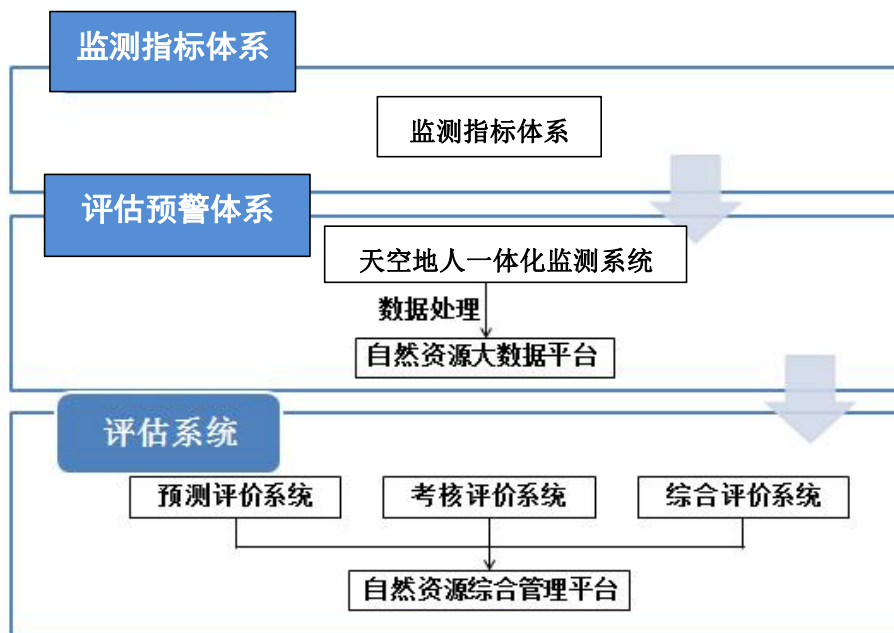 监测指标体系
监测指标体系
评估预警体系
天空地人一体化监测系统
数据处理
自然资源大数据平台
评估系统
预测评价系统
考核评价系统
综合评价系统
自然资源综合管理平台